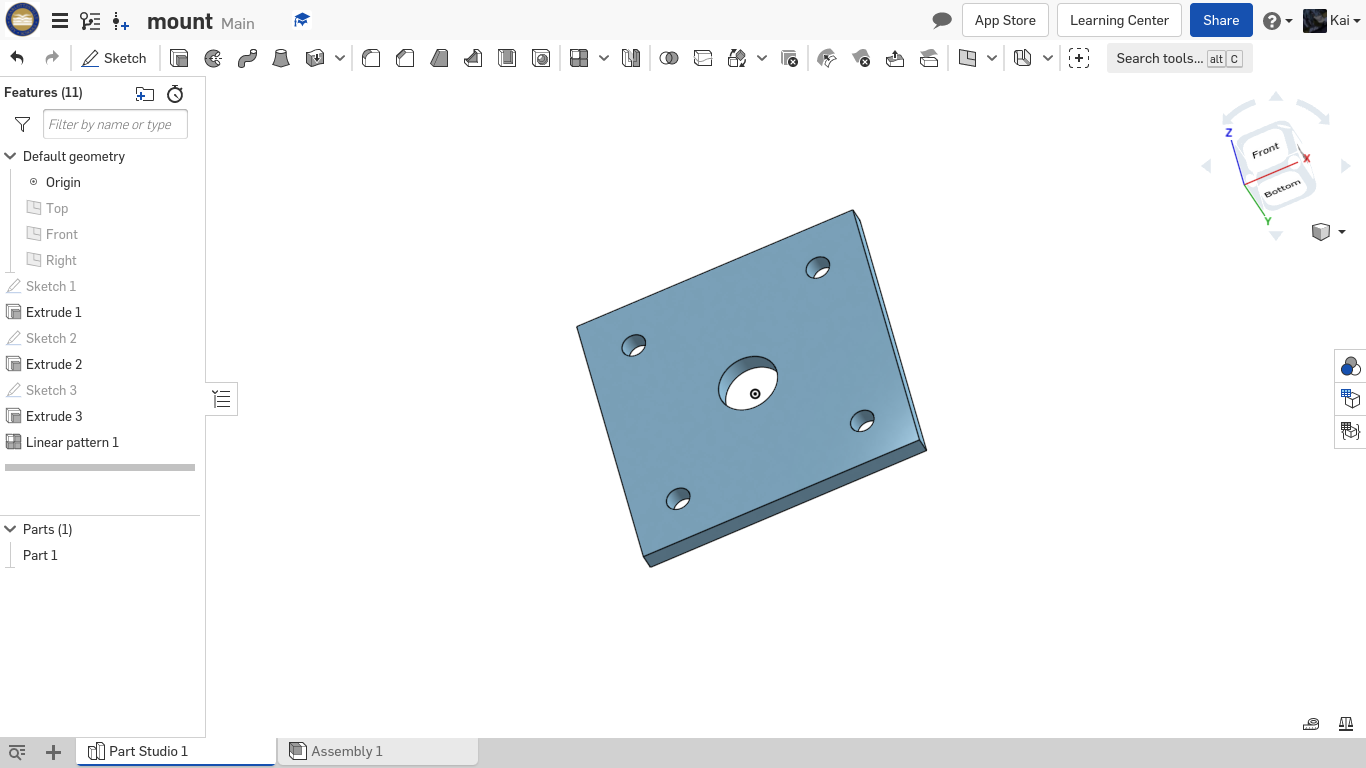 mount Main
App Store
Learning Center
Share
Kai
Sketch
Search tools... alt C
Features (11)
Filter by name or type
Default geometry
Origin
Top
Front
Right
Sketch 1
Extrude 1
Sketch 2
Extrude 2
Sketch 3
Extrude 3
Linear pattern 1
Parts (1)
Part 1
Z
Front
X
Bottom
Y
Part Studio 1
Assembly 1